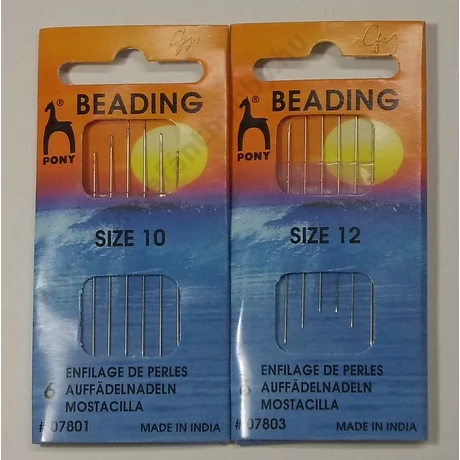 BEADING
®
PONY
SIZE 10
ENFILAGE DE PERLES
6 AUFFÄDELNADELN
MOSTACILLA
# 07801 MADE IN INDIA
BEADING
®
PONY
SIZE 12
ENFILAGE DE PERLES
6 AUFFÄDELNADELN
MOSTACILLA
# 07803 MADE IN INDIA